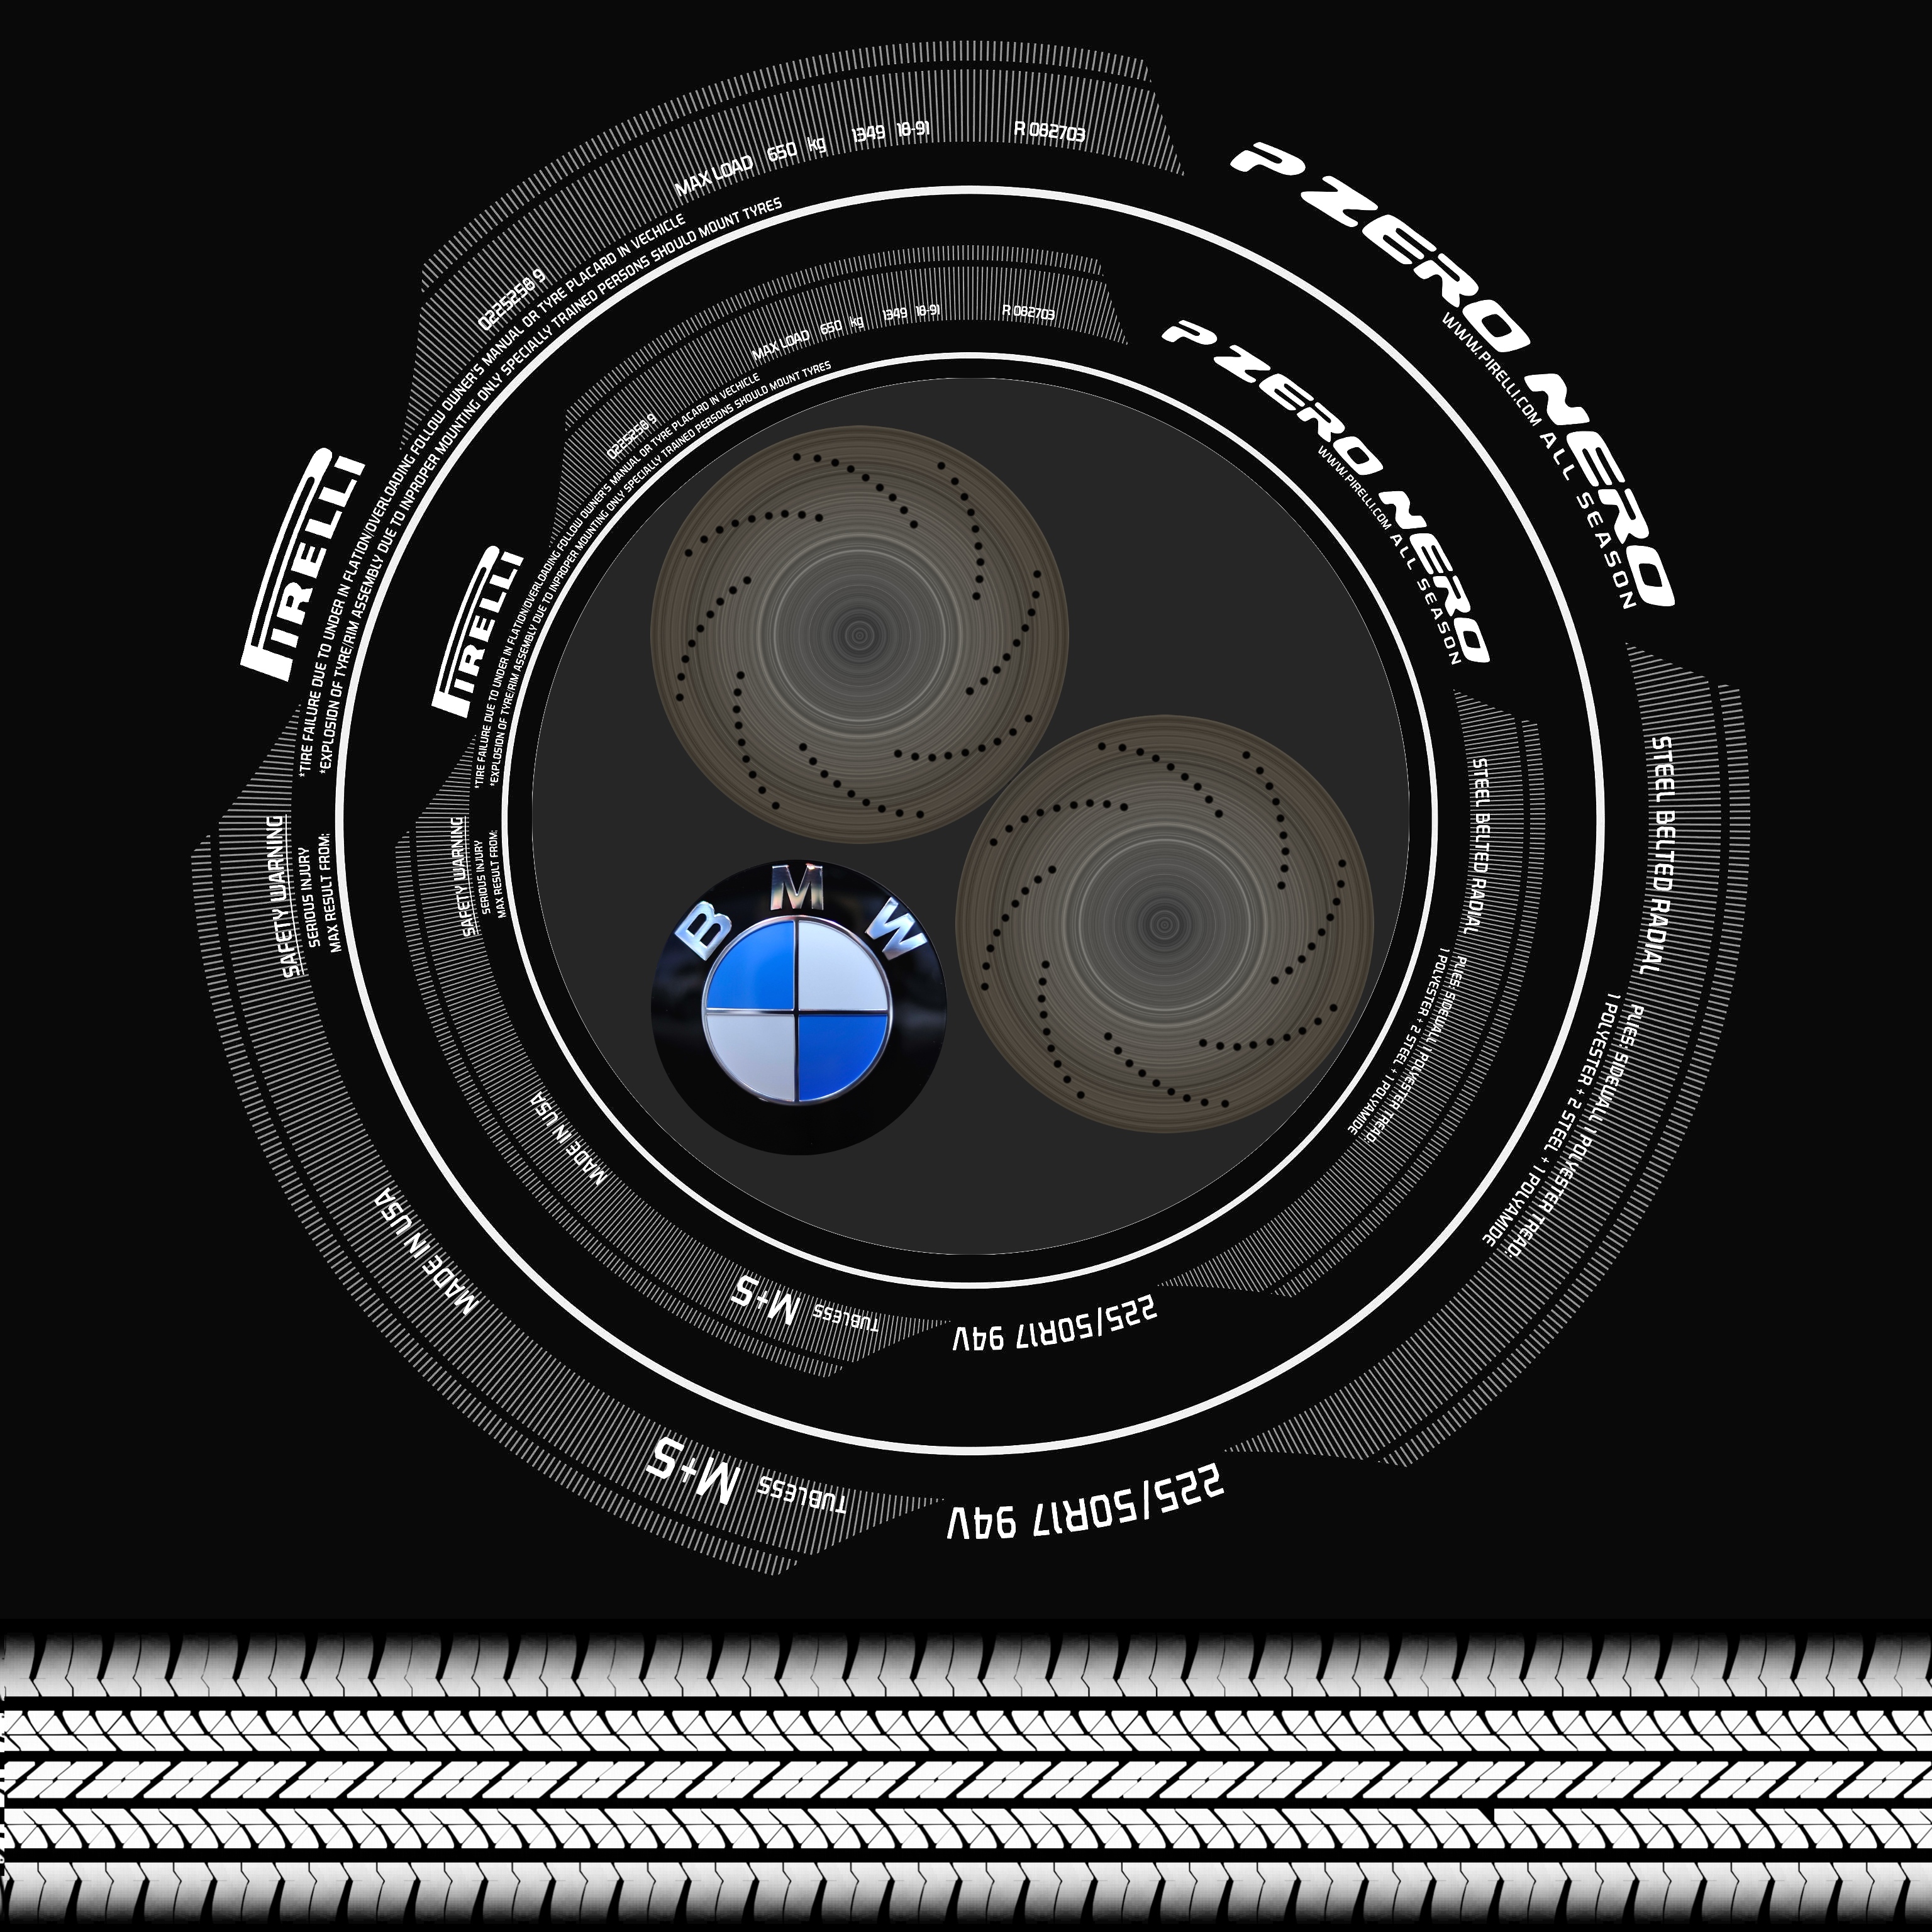 MAX LOAD 650 kg 1349 18-91 R 082703
0225258 9
PZERO NERO
WWW.PIRELLI.COM ALL SEASON
PIRELLI
*TIRE FAILURE DUE TO UNDER IN FLATION/OVERLOADING FOLLOW OWNER'S MANUAL OR TYRE PLACARD IN VECHICLE
*EXPLOSION OF TYRE/RIM ASSEMBLY DUE TO INPROPER MOUNTING ONLY SPECIALLY TRAINED PERSONS SHOULD MOUNT TYRES
SAFETY WARNING
SERIOUS INJURY
MAX RESULT FROM:
STEEL BELTED RADIAL
PLIES: SIDEWALL 1 POLYESTER TREAD:
1 POLYESTER + 2 STEEL + 1 POLYAMIDE
MADE IN USA
M+S
TUBLESS
225/50R17 94V
MAX LOAD 650 kg 1349 18-91 R 082703
0225258 9
PZERO NERO
WWW.PIRELLI.COM ALL SEASON
PIRELLI
*TIRE FAILURE DUE TO UNDER IN FLATION/OVERLOADING FOLLOW OWNER'S MANUAL OR TYRE PLACARD IN VECHICLE
*EXPLOSION OF TYRE/RIM ASSEMBLY DUE TO INPROPER MOUNTING ONLY SPECIALLY TRAINED PERSONS SHOULD MOUNT TYRES
SAFETY WARNING
SERIOUS INJURY
MAX RESULT FROM:
STEEL BELTED RADIAL
PLIES: SIDEWALL 1 POLYESTER TREAD:
1 POLYESTER + 2 STEEL + 1 POLYAMIDE
MADE IN USA
M+S
TUBLESS
225/50R17 94V
BMW